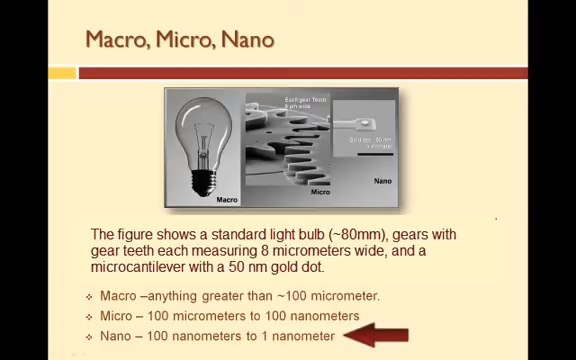 Macro, Micro, Nano
Each gear Teeth
8 µm wide
Macro
Micro
Nano
The figure shows a standard light bulb (~80mm), gears with
gear teeth each measuring 8 micrometers wide, and a
microcantilever with a 50 nm gold dot.
Macro –anything greater than ~100 micrometer.
Micro – 100 micrometers to 100 nanometers
Nano – 100 nanometers to 1 nanometer